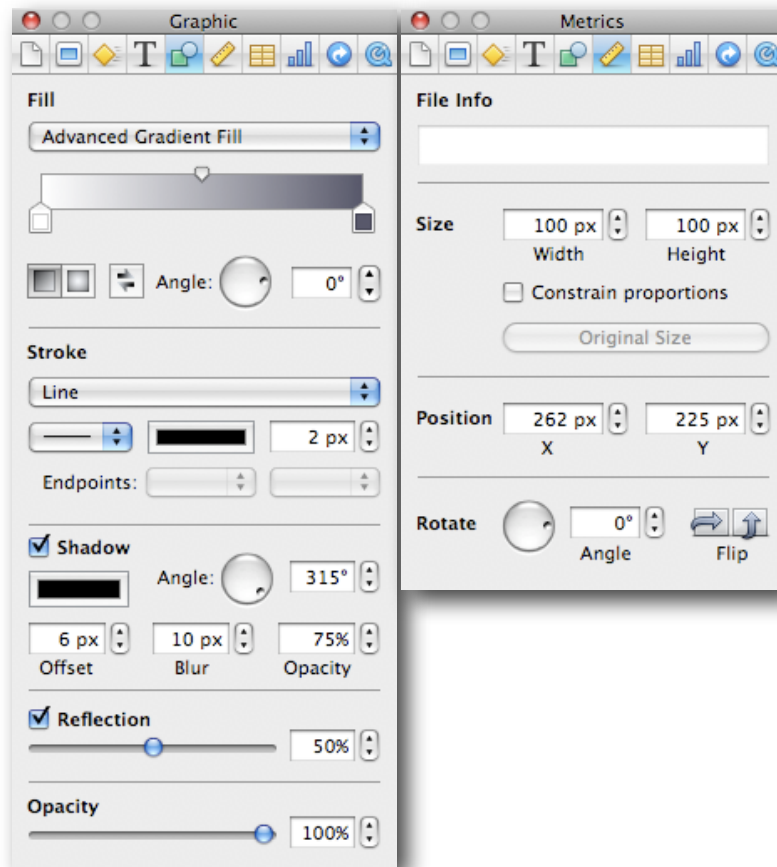 Graphic
T
Fill
Advanced Gradient Fill
Angle: 0°
Stroke
Line
2 px
Endpoints:
Shadow
Angle: 315°
6 px 10 px 75%
Offset Blur Opacity
Reflection
50%
Opacity
100%
Metrics
T
File Info
Size 100 px 100 px
Width Height
Constrain proportions
Original Size
Position 262 px 225 px
X Y
Rotate 0°
Angle Flip